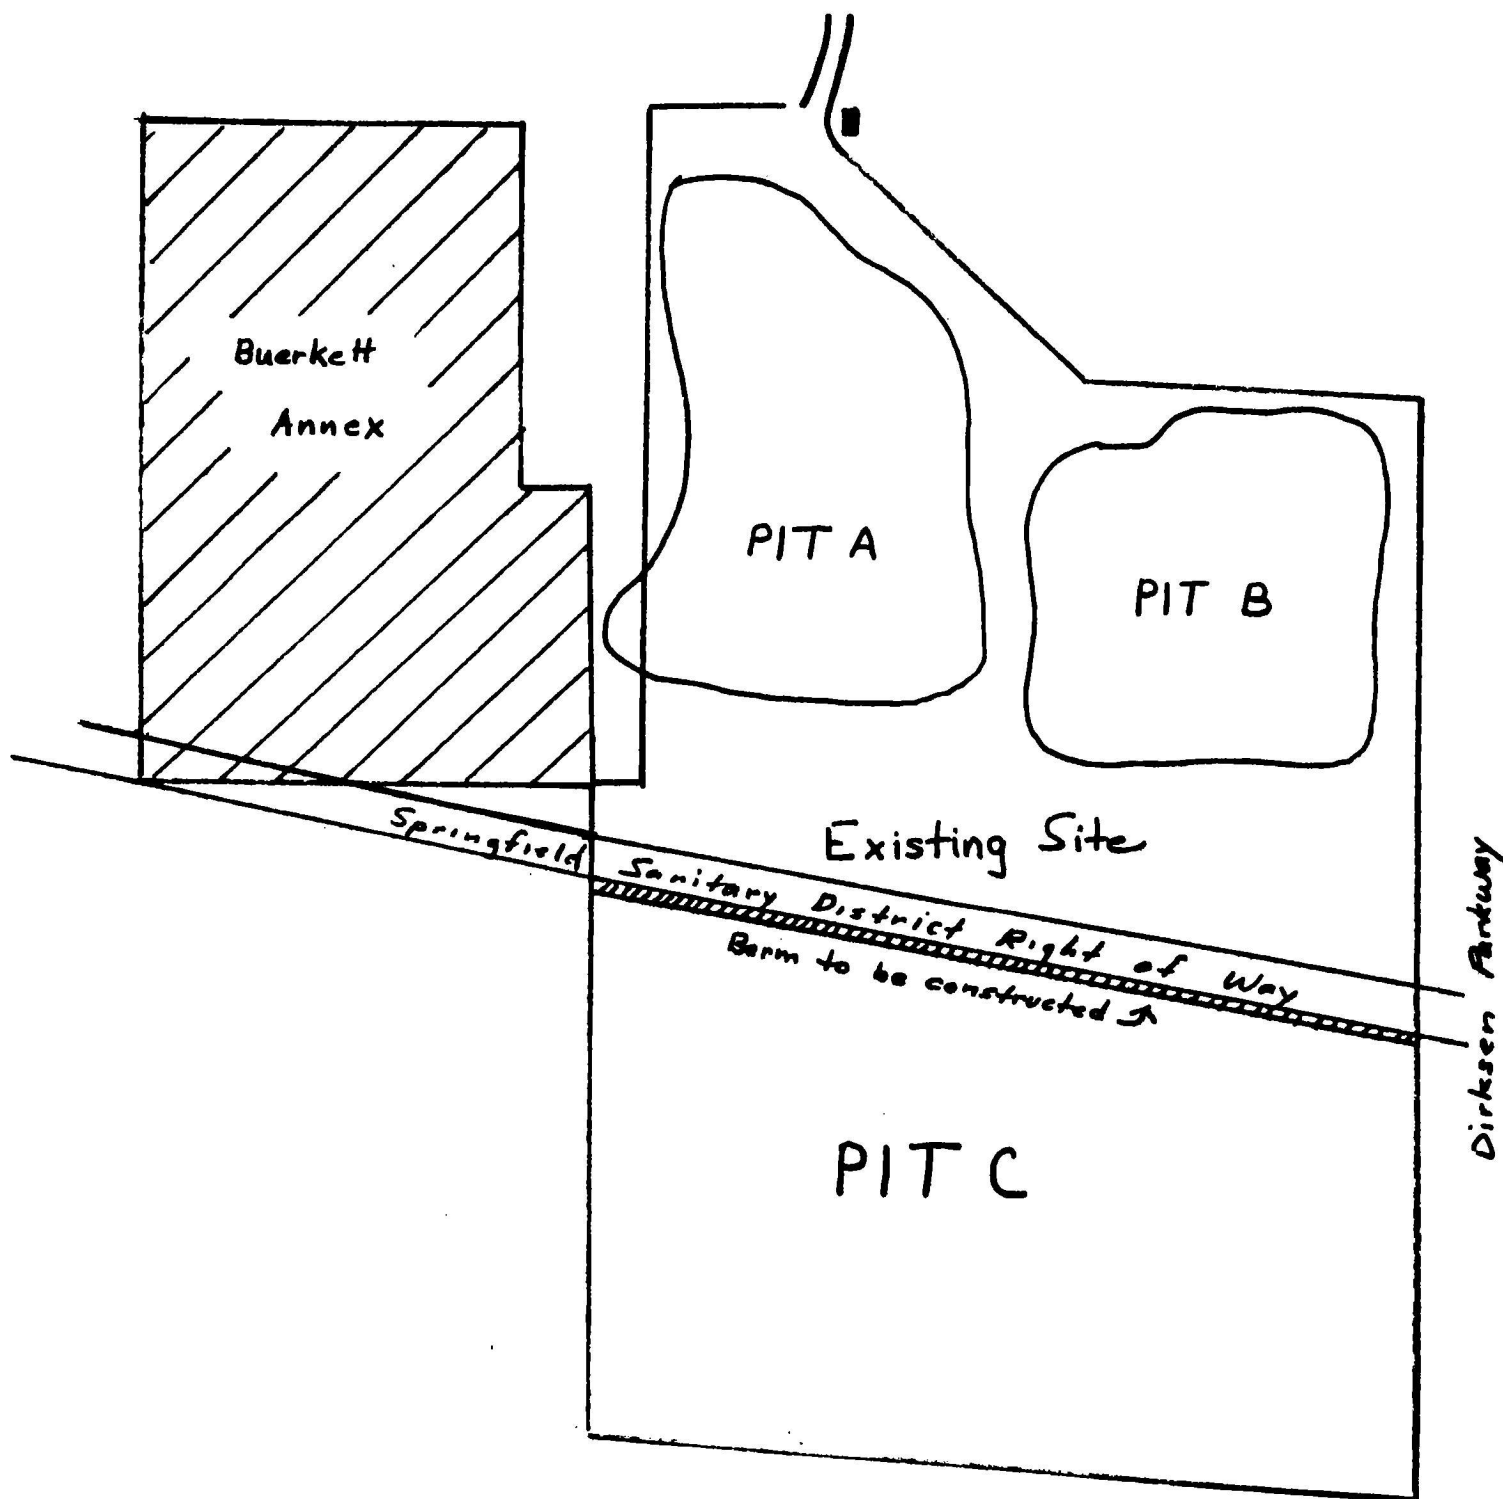 Buerkett
Annex
PIT A
PIT B
Existing Site
Springfield Sanitary District Right of Way
Berm to be constructed
PIT C
Dirksen Parkway